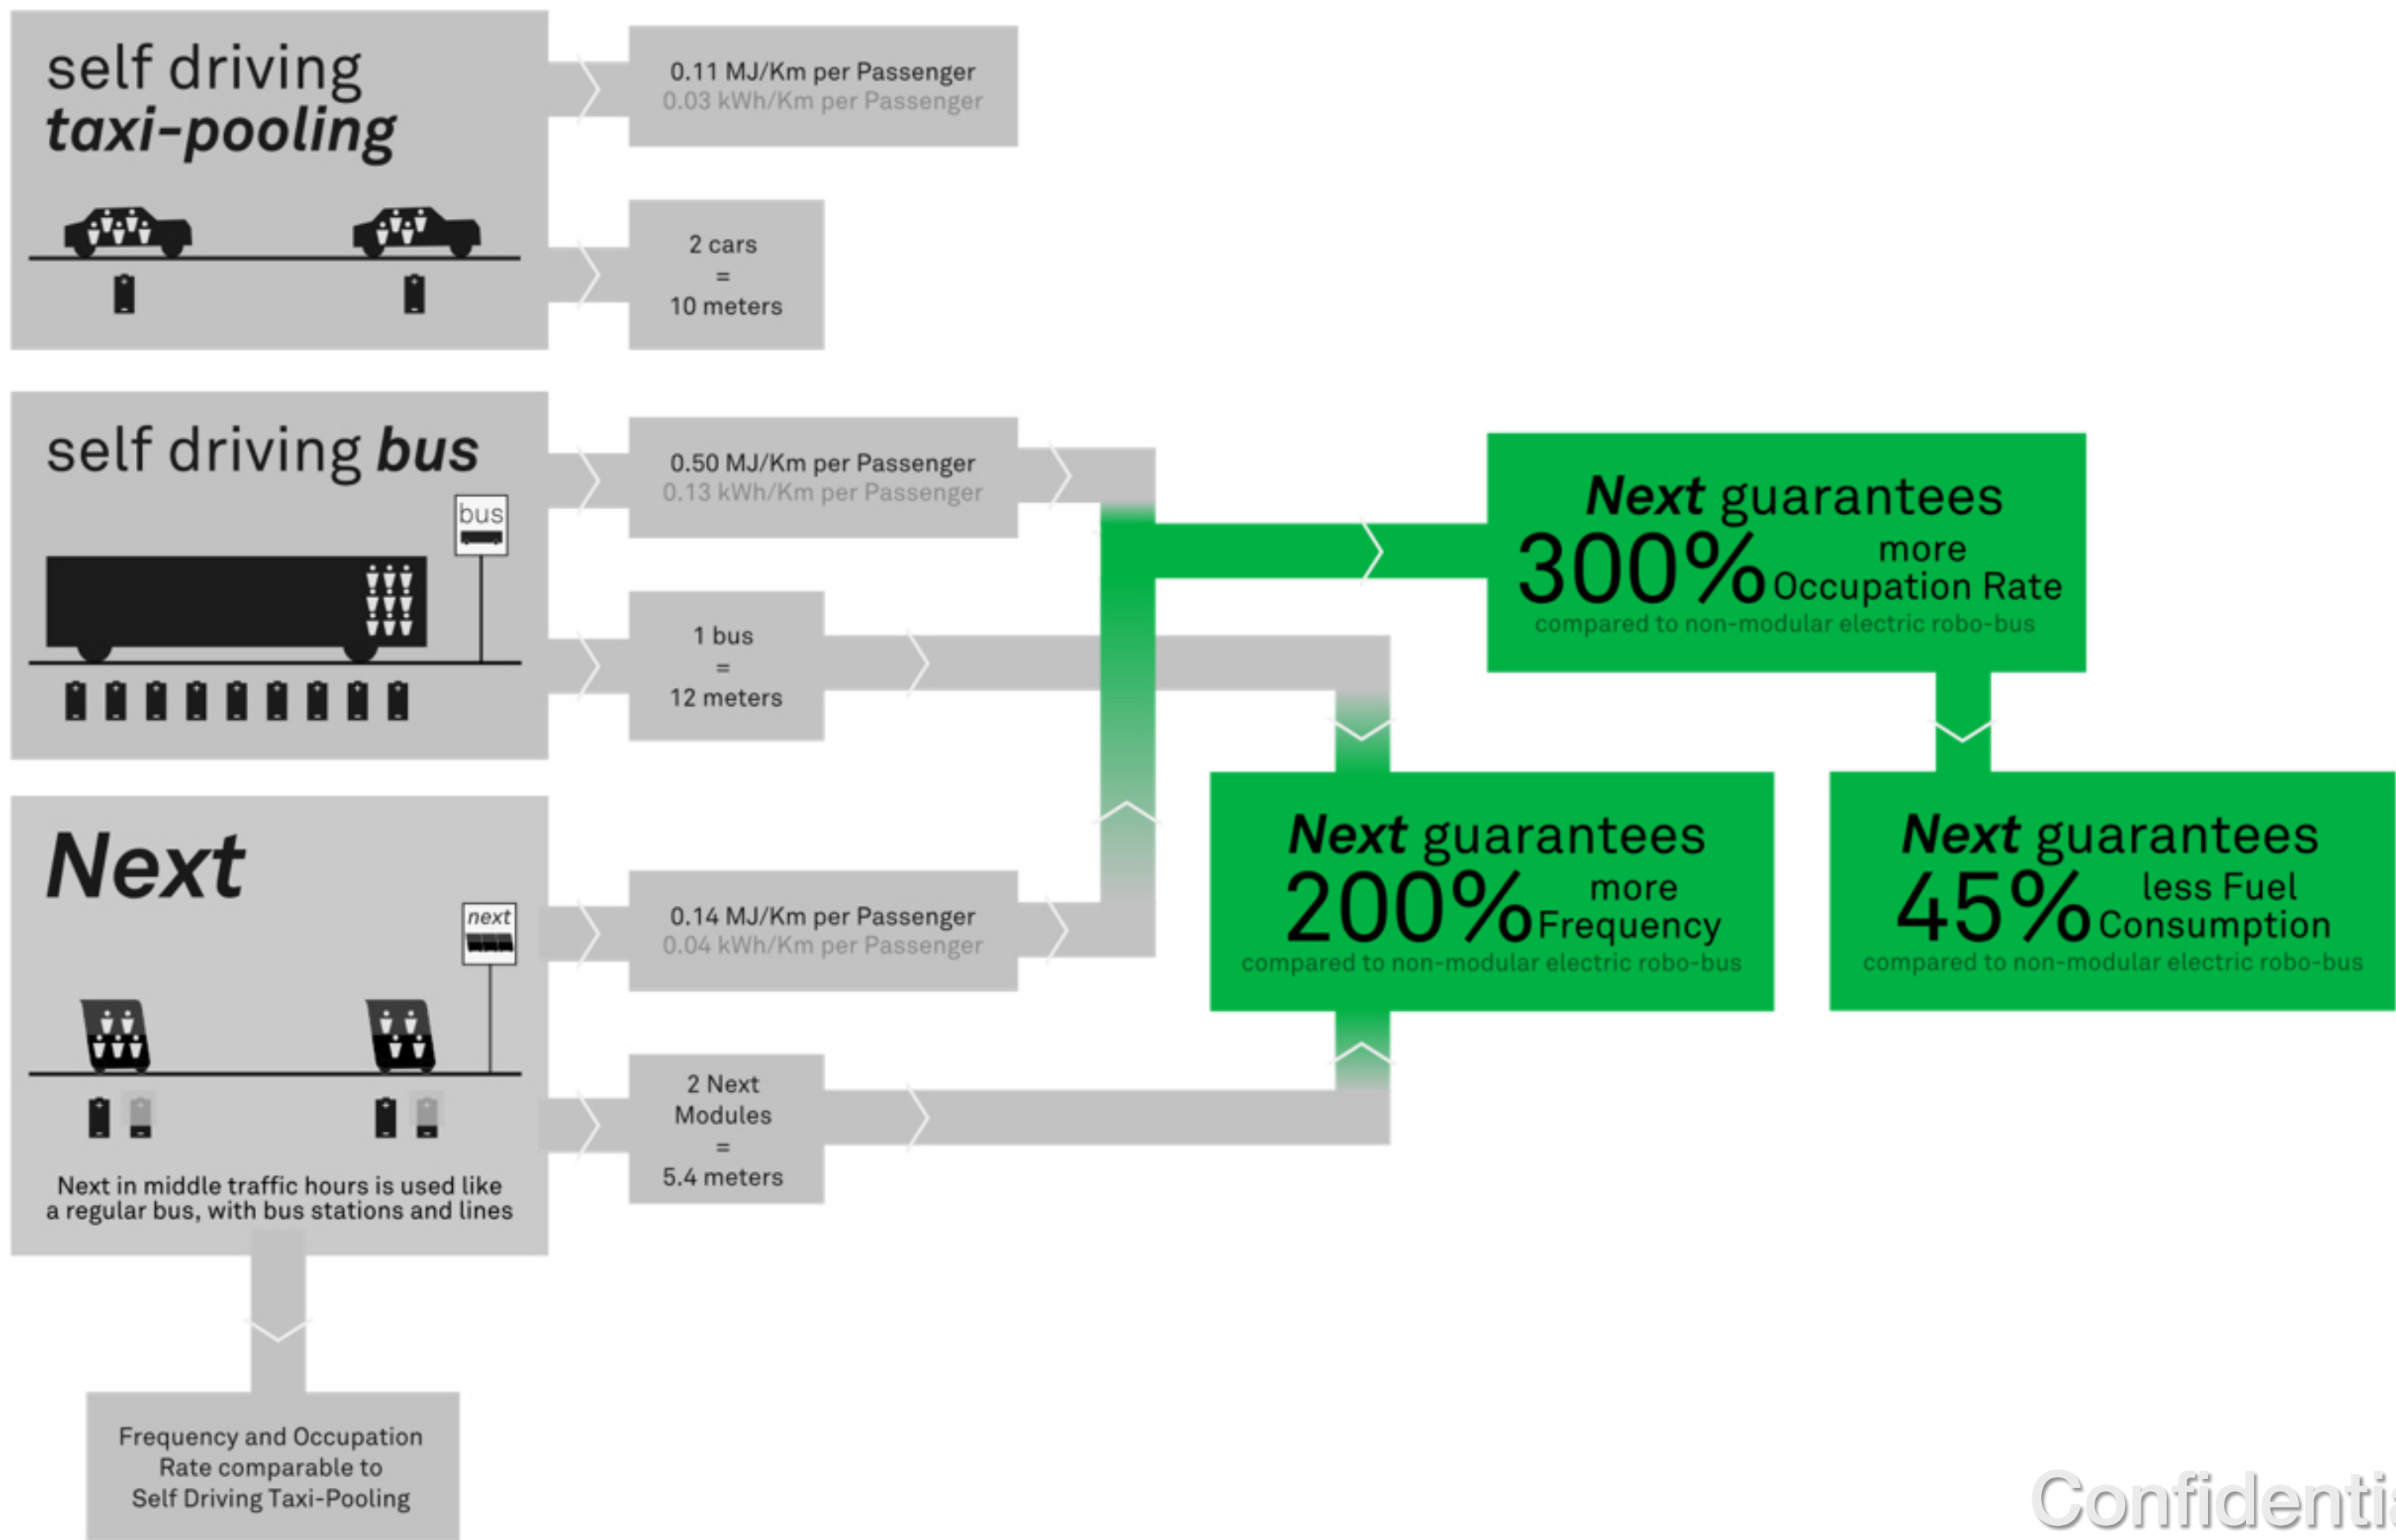 self driving
taxi-pooling
0.11 MJ/Km per Passenger
0.03 kWh/Km per Passenger
2 cars
=
10 meters
self driving bus
bus
0.50 MJ/Km per Passenger
0.13 kWh/Km per Passenger
1 bus
=
12 meters
Next guarantees
300% more
Occupation Rate
compared to non-modular electric robo-bus
Next
next
0.14 MJ/Km per Passenger
0.04 kWh/Km per Passenger
2 Next
Modules
=
5.4 meters
Next guarantees
200% more
Frequency
compared to non-modular electric robo-bus
Next guarantees
45% less Fuel
Consumption
compared to non-modular electric robo-bus
Next in middle traffic hours is used like
a regular bus, with bus stations and lines
Frequency and Occupation
Rate comparable to
Self Driving Taxi-Pooling
Confidentia